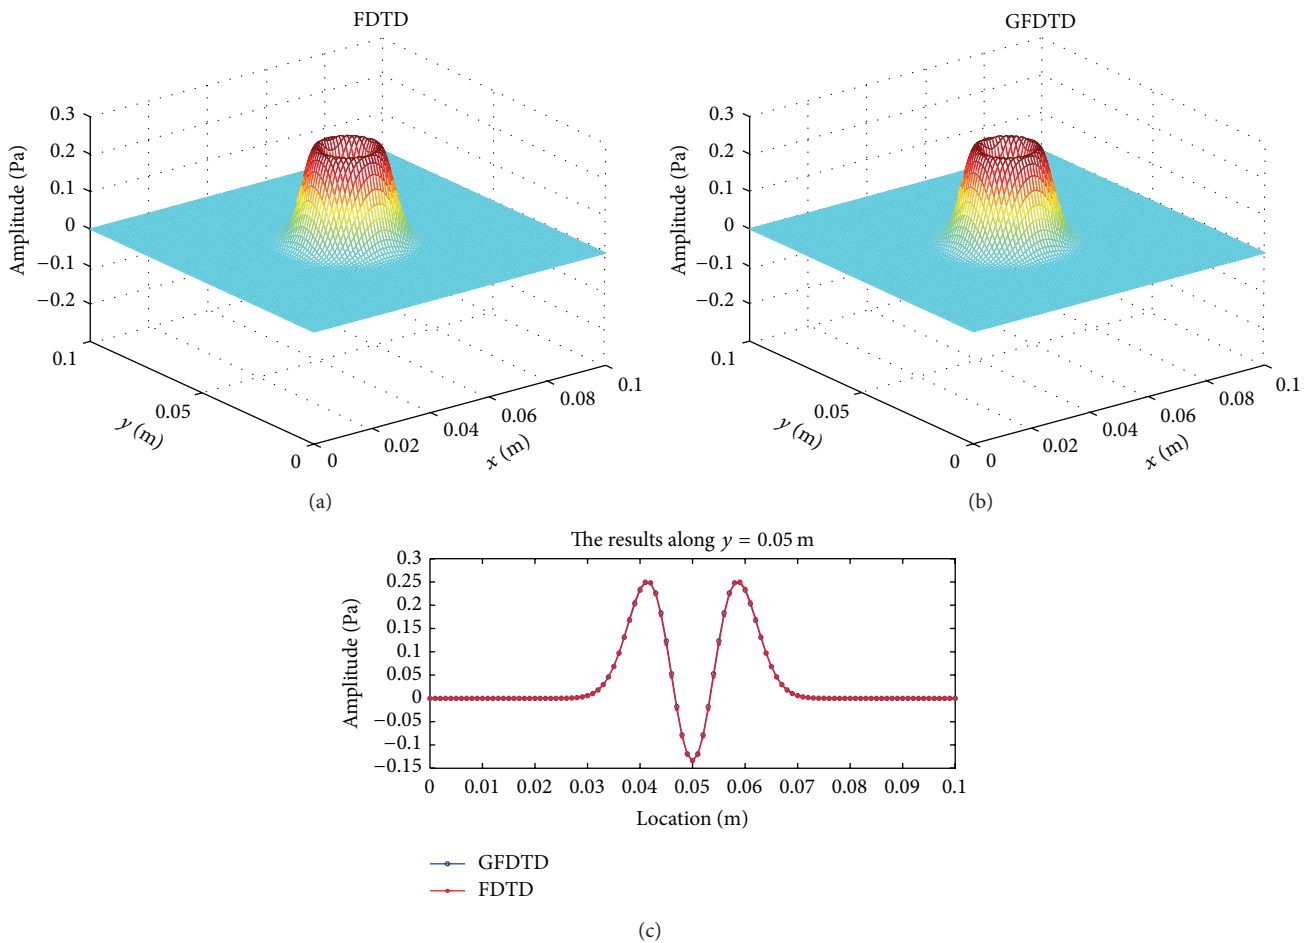 FDTD
0.3
0.2
0.1
0
−0.1
−0.2
Amplitude (Pa)
0.1
0.05
0
y (m)
0
0.02
0.04
0.06
0.08
0.1
x (m)
(a)
GFDTD
0.3
0.2
0.1
0
−0.1
−0.2
Amplitude (Pa)
0.1
0.05
0
y (m)
0
0.02
0.04
0.06
0.08
0.1
x (m)
(b)
The results along y = 0.05 m
0.3
0.25
0.2
0.15
0.1
0.05
0
−0.05
−0.1
−0.15
Amplitude (Pa)
0 0.01 0.02 0.03 0.04 0.05 0.06 0.07 0.08 0.09 0.1
Location (m)
GFDTD
FDTD
(c)